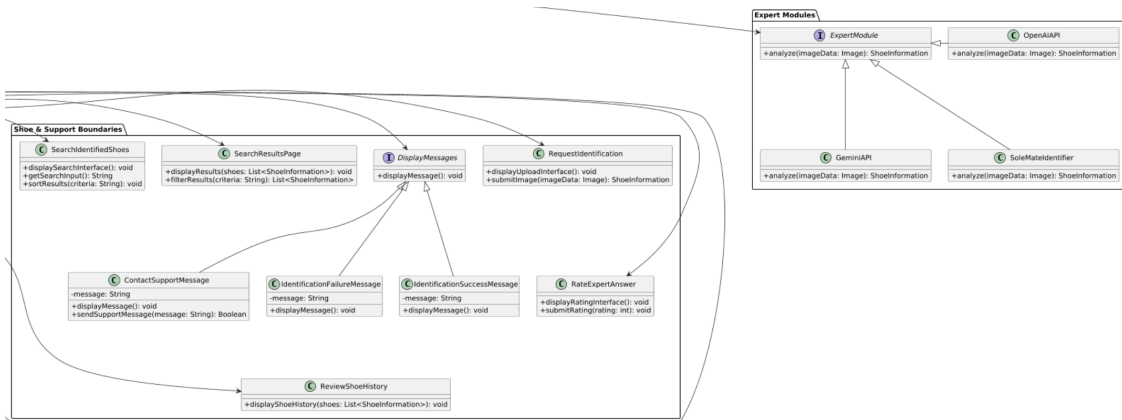 Expert Modules
I ExpertModule
+analyze(imageData: Image): ShoeInformation
C OpenAIAPI
+analyze(imageData: Image): ShoeInformation
C GeminiAPI
+analyze(imageData: Image): ShoeInformation
C SoleMateIdentifier
+analyze(imageData: Image): ShoeInformation
Shoe & Support Boundaries
C SearchIdentifiedShoes
+displaySearchInterface(): void
+getSearchInput(): String
+sortResults(criteria: String): void
C SearchResultsPage
+displayResults(shoes: List<ShoeInformation>): void
+filterResults(criteria: String): List<ShoeInformation>
I DisplayMessages
+displayMessage(): void
C RequestIdentification
+displayUploadInterface(): void
+submitImage(imageData: Image): ShoeInformation
C ContactSupportMessage
-message: String
+displayMessage(): void
+sendSupportMessage(message: String): Boolean
C IdentificationFailureMessage
-message: String
+displayMessage(): void
C IdentificationSuccessMessage
-message: String
+displayMessage(): void
C RateExpertAnswer
+displayRatingInterface(): void
+submitRating(rating: int): void
C ReviewShoeHistory
+displayShoeHistory(shoes: List<ShoeInformation>): void